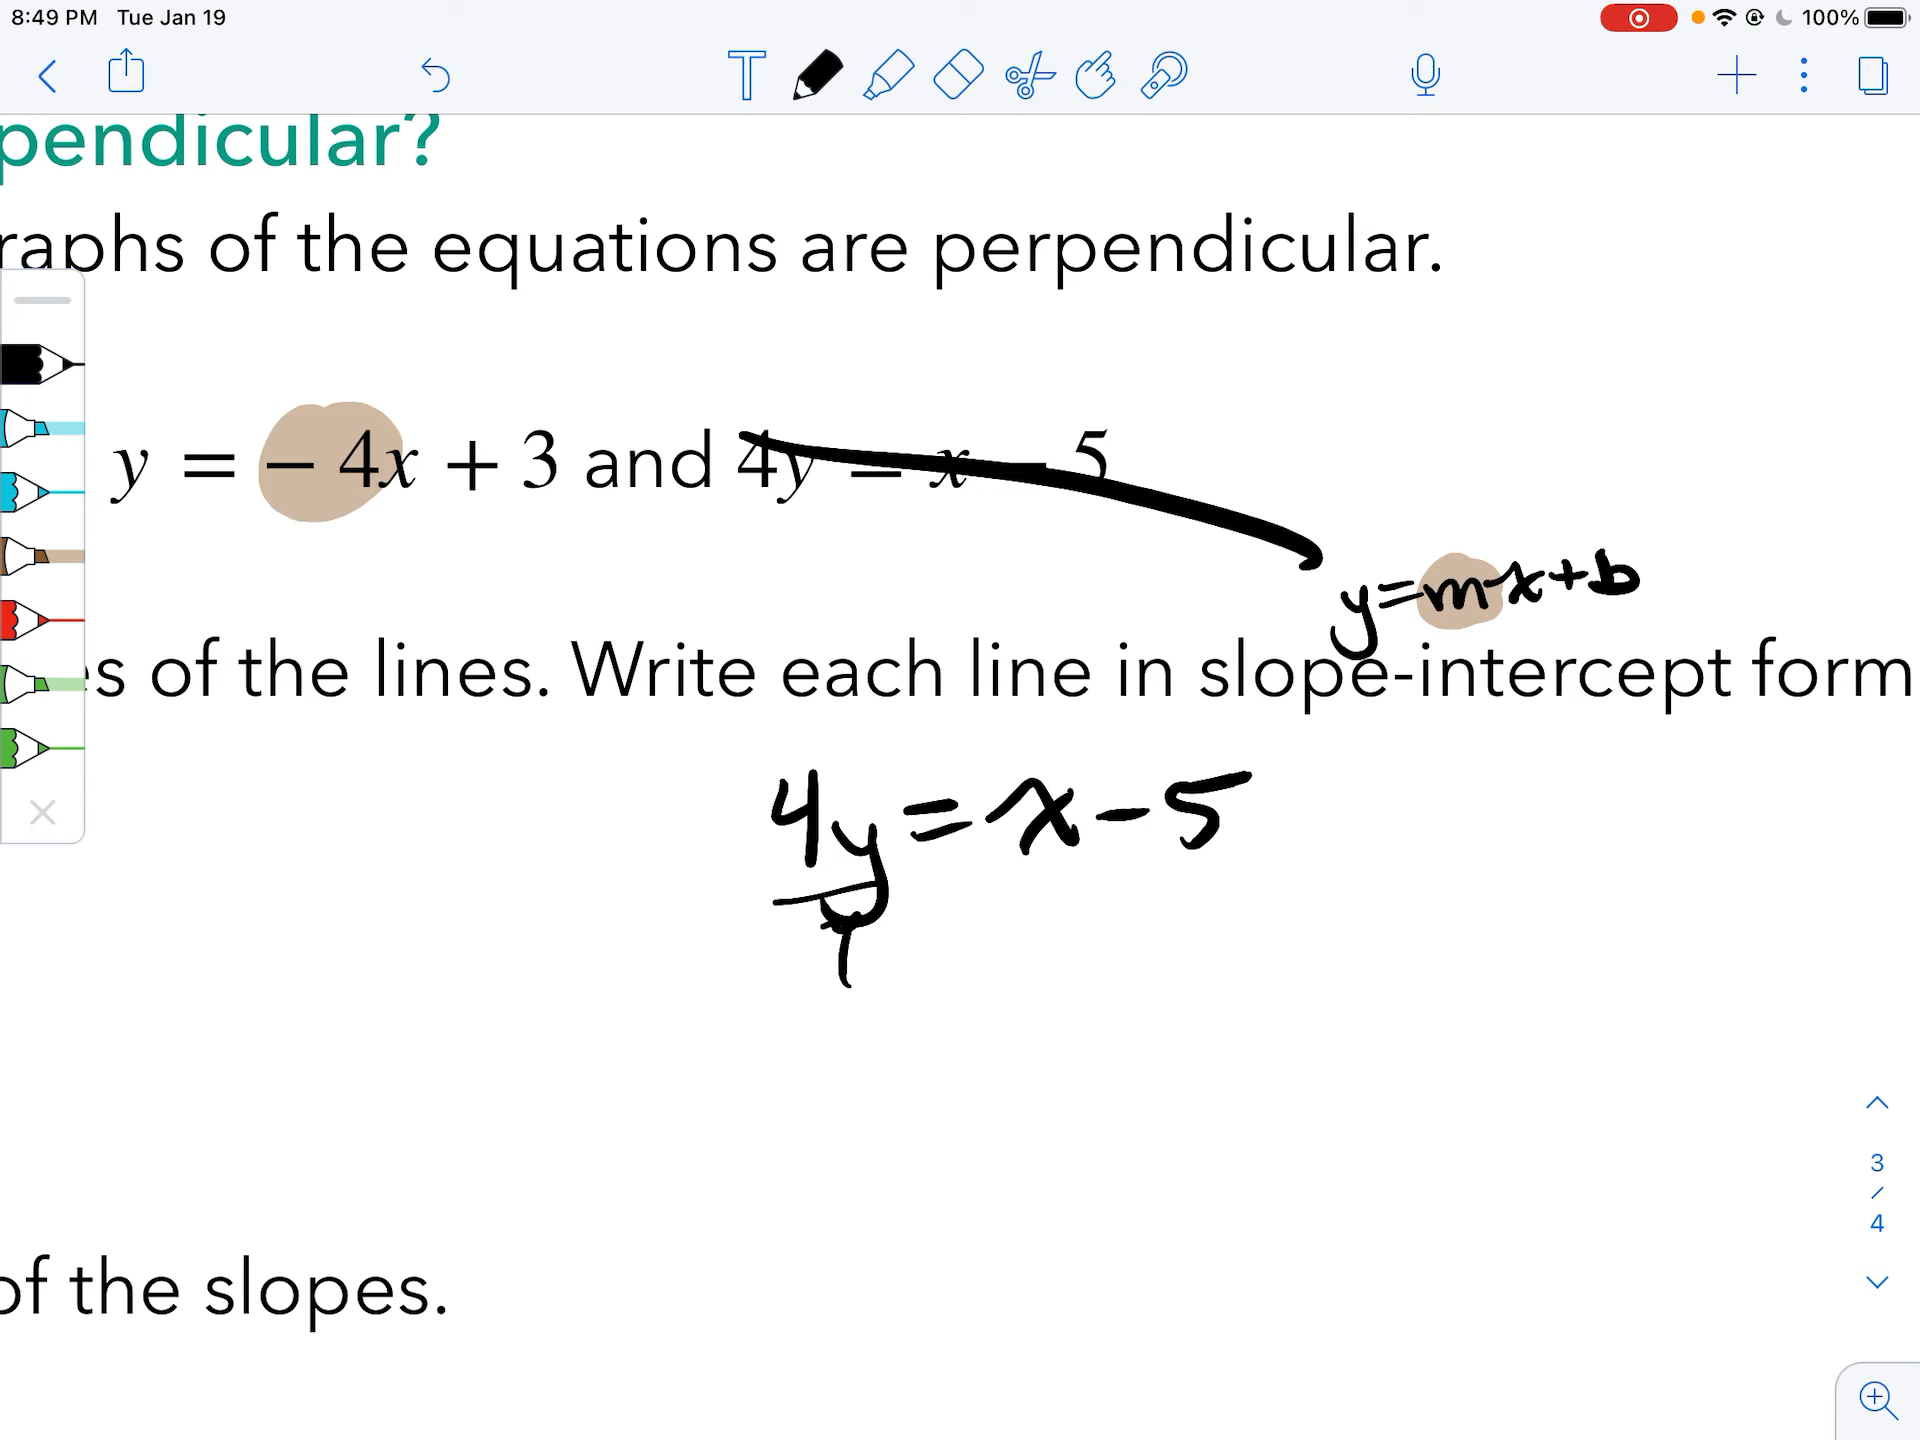 8:49 PM Tue Jan 19 100%
T
pendicular?
raphs of the equations are perpendicular.
y = − 4x + 3 and 4y = x − 5
y=mx+b
s of the lines. Write each line in slope-intercept form
4y=x-5
4
3
/
4
of the slopes.